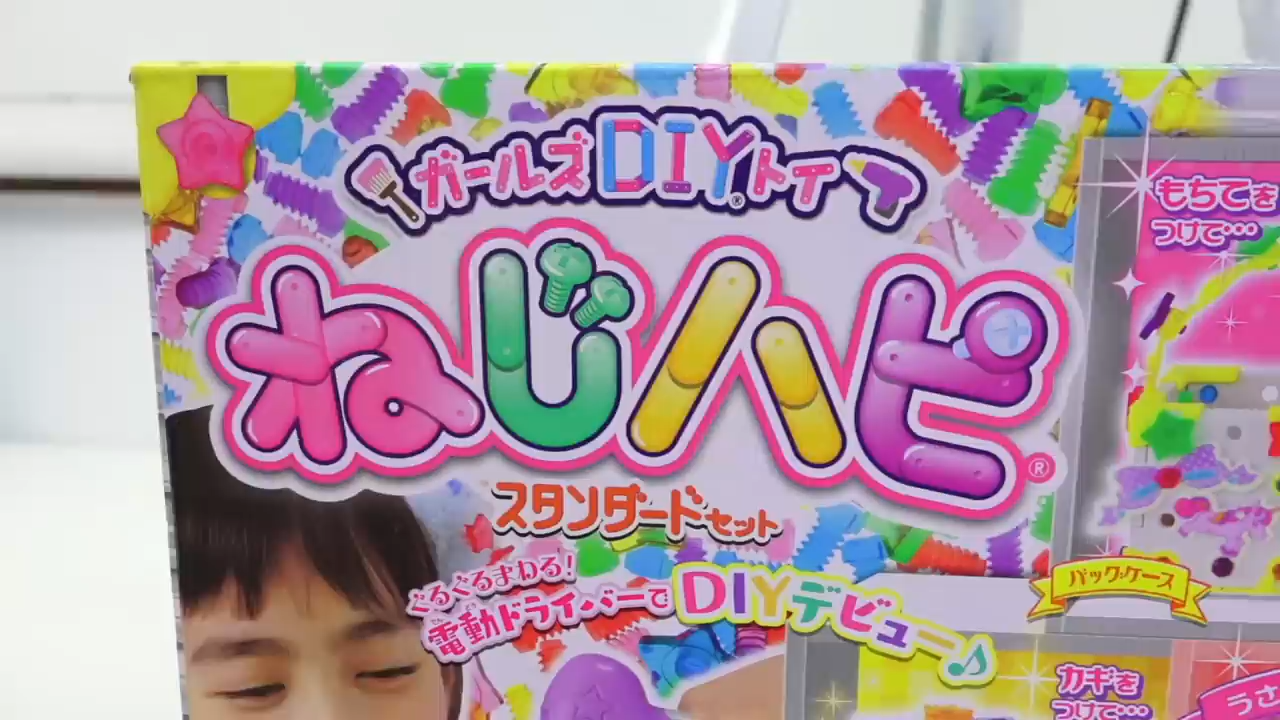 ガールズDIY®トイ
ねじハピ®
スタンダードセット
ぐるぐるまわる!
電動ドライバーでDIYデビュー♪
もちてを
つけて…
バックケース
カギを
つけて…
うさ